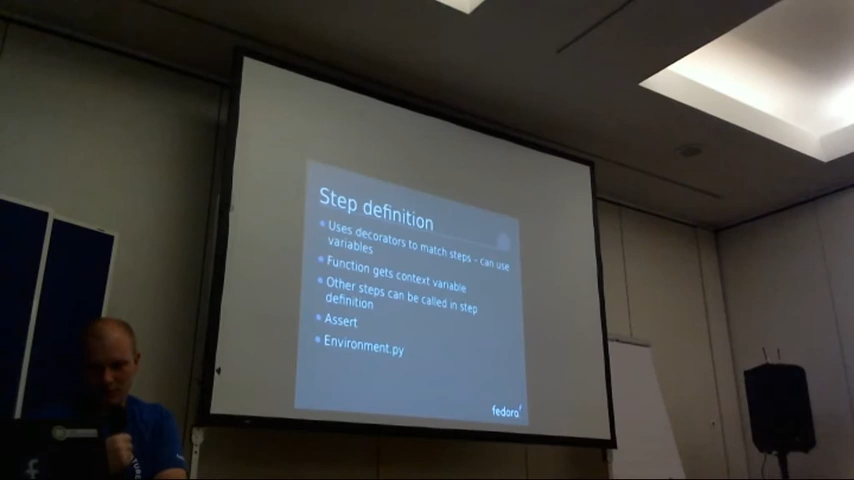 Step definition
Uses decorators to match steps – can use
variables
Function gets context variable
Other steps can be called in step
definition
Assert
Environment.py
fedora